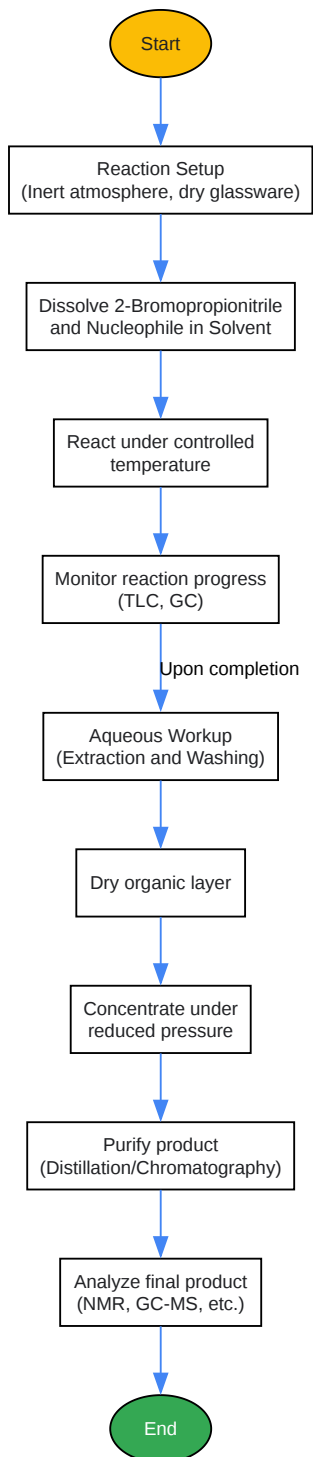 Start
Reaction Setup
(Inert atmosphere, dry glassware)
Dissolve 2-Bromopropionitrile
and Nucleophile in Solvent
React under controlled
temperature
Monitor reaction progress
(TLC, GC)
Upon completion
Aqueous Workup
(Extraction and Washing)
Dry organic layer
Concentrate under
reduced pressure
Purify product
(Distillation/Chromatography)
Analyze final product
(NMR, GC-MS, etc.)
End